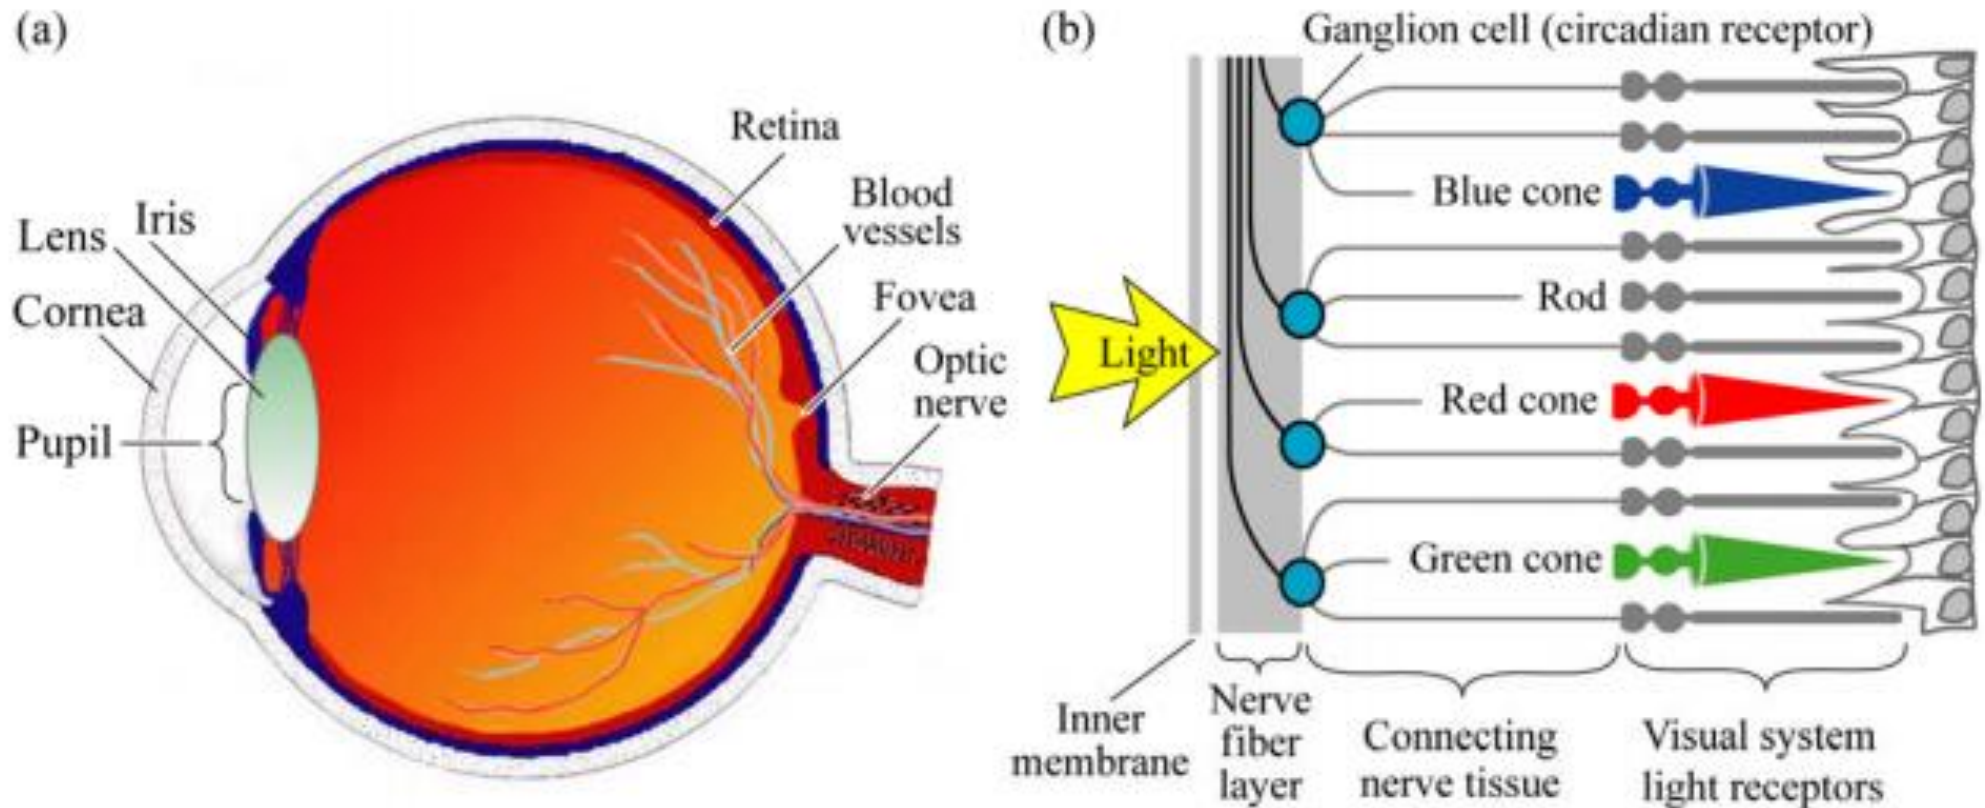 (a)
Retina
Blood
vessels
Iris
Lens
Cornea
Fovea
Optic
nerve
Pupil
(b)
Ganglion cell (circadian receptor)
Blue cone
Rod
Light
Red cone
Green cone
Inner
membrane
Nerve
fiber
layer
Connecting
nerve tissue
Visual system
light receptors